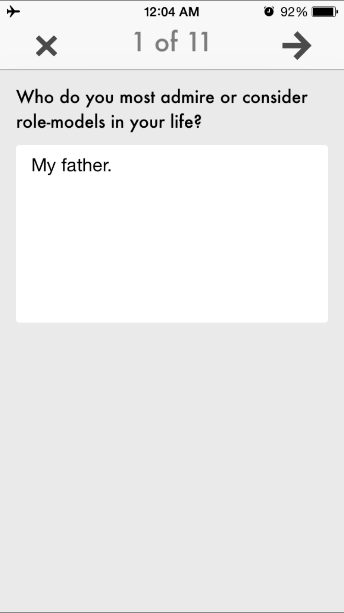 12:04 AM 92%
1 of 11
Who do you most admire or consider
role-models in your life?
My father.